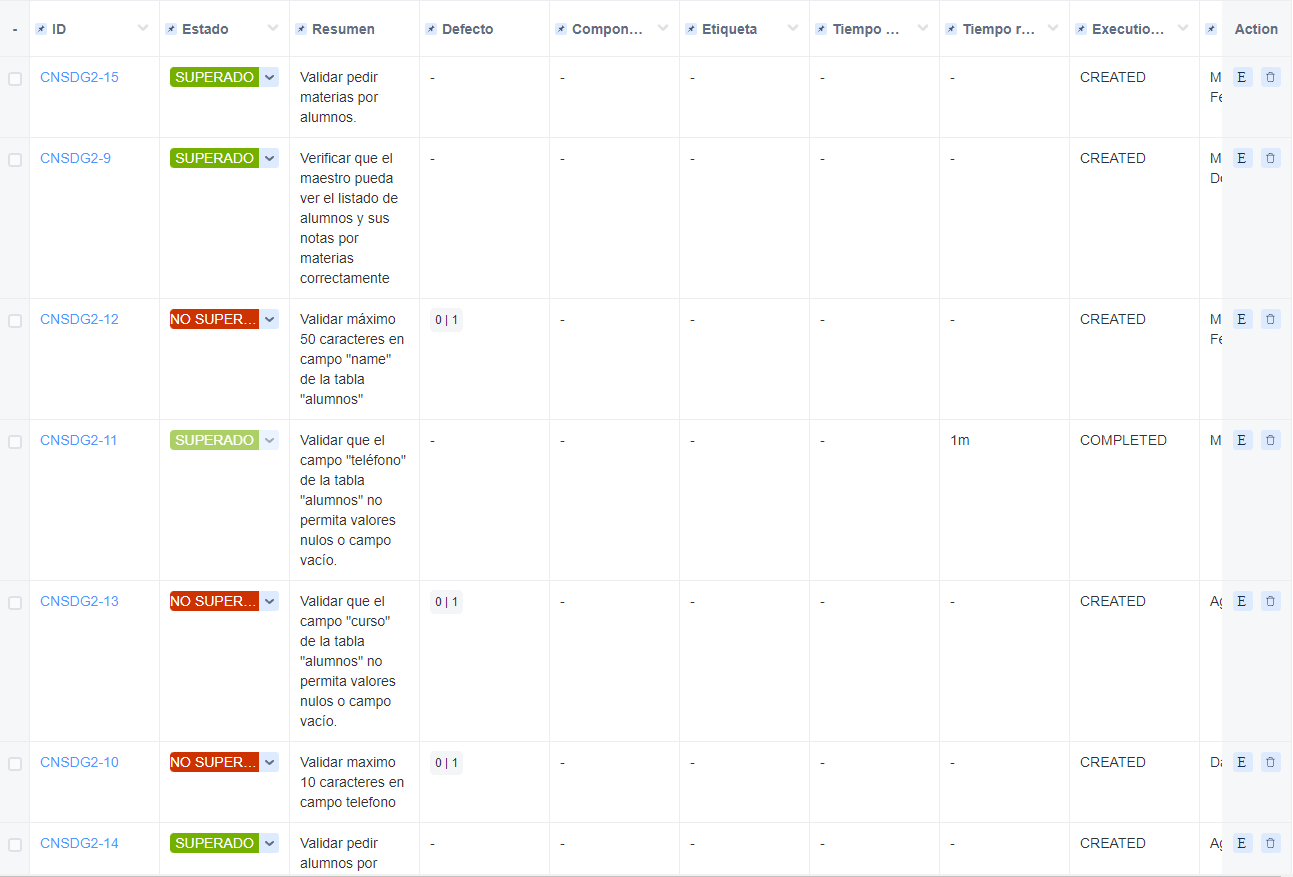 - ID Estado Resumen Defecto Compon... Etiqueta Tiempo ... Tiempo r... Executio... Action
CNSDG2-15 SUPERADO Validar pedir - - - - - CREATED M E
materias por Fe
alumnos.
CNSDG2-9 SUPERADO Verificar que el - - - - - CREATED M E
maestro pueda De
ver el listado de
alumnos y sus
notas por
materias
correctamente
CNSDG2-12 NO SUPER... Validar máximo 0 | 1 - - - - CREATED M E
50 caracteres en Fe
campo "name"
de la tabla
"alumnos"
CNSDG2-11 SUPERADO Validar que el - - - - 1m COMPLETED M E
campo "teléfono"
de la tabla
"alumnos" no
permita valores
nulos o campo
vacío.
CNSDG2-13 NO SUPER... Validar que el 0 | 1 - - - - CREATED Ag E
campo "curso"
de la tabla
"alumnos" no
permita valores
nulos o campo
vacío.
CNSDG2-10 NO SUPER... Validar maximo 0 | 1 - - - - CREATED Da E
10 caracteres en
campo telefono
CNSDG2-14 SUPERADO Validar pedir - - - - - CREATED Ag E
alumnos por